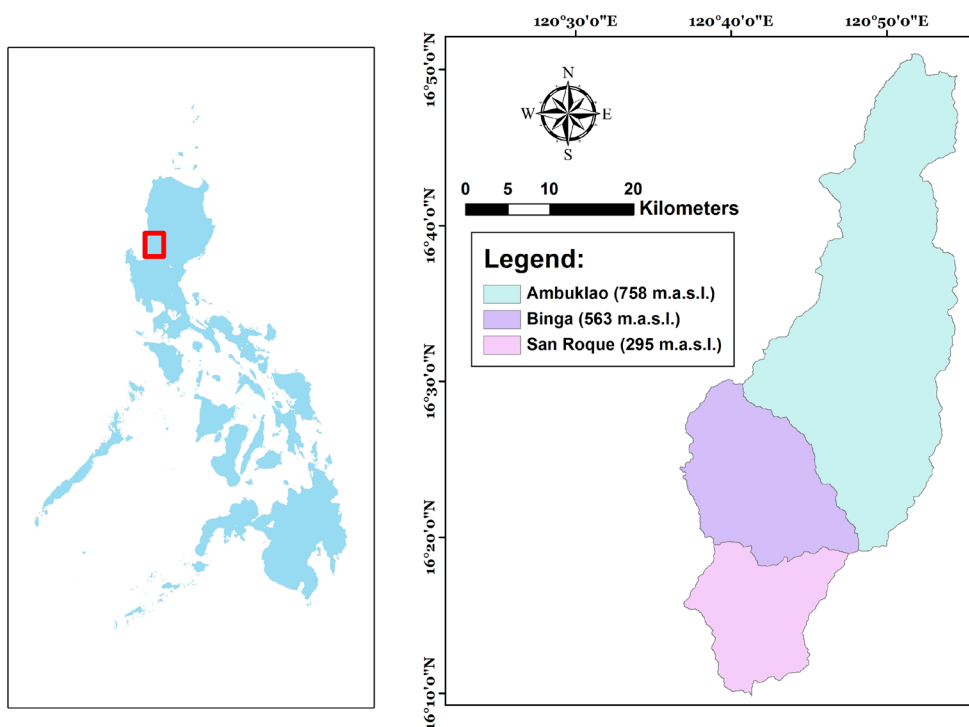 120°30'0"E 120°40'0"E 120°50'0"E
16°50'0"N
16°40'0"N
16°30'0"N
16°20'0"N
16°10'0"N
N
W E
S
0 5 10 20
Kilometers
Legend:
Ambuklao (758 m.a.s.l.)
Binga (563 m.a.s.l.)
San Roque (295 m.a.s.l.)